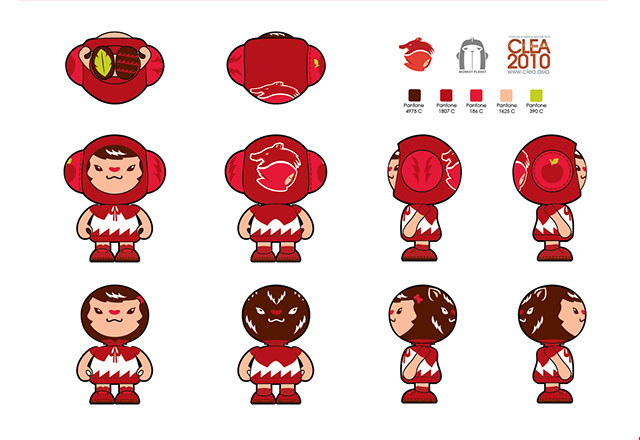 MONKEY PLANET
CLEA
2010
www.clea.asia
Pantone
4975 C
Pantone
1807 C
Pantone
186 C
Pantone
1625 C
Pantone
390 C